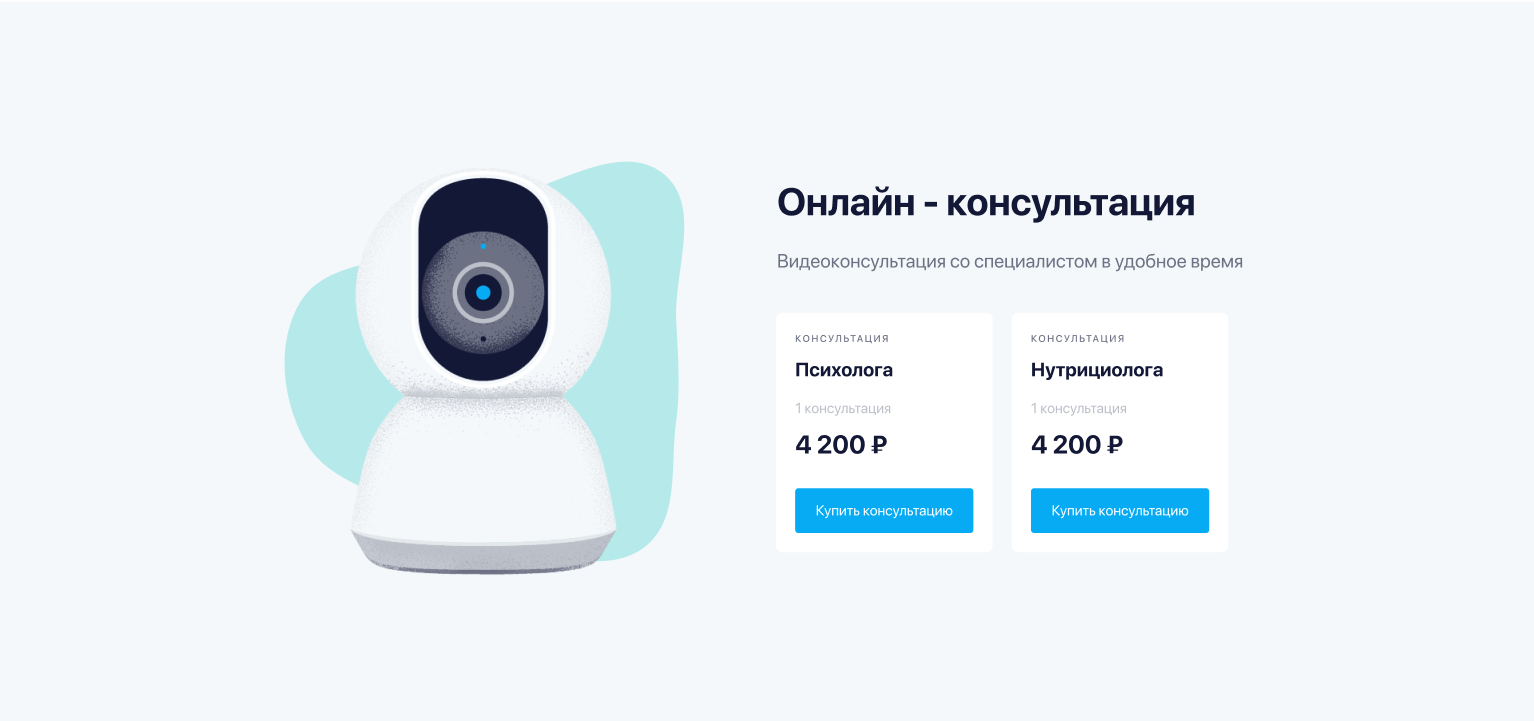 Онлайн - консультация
Видеоконсультация со специалистом в удобное время
КОНСУЛЬТАЦИЯ
Психолога
1 консультация
4 200 ₽
Купить консультацию
КОНСУЛЬТАЦИЯ
Нутрициолога
1 консультация
4 200 ₽
Купить консультацию